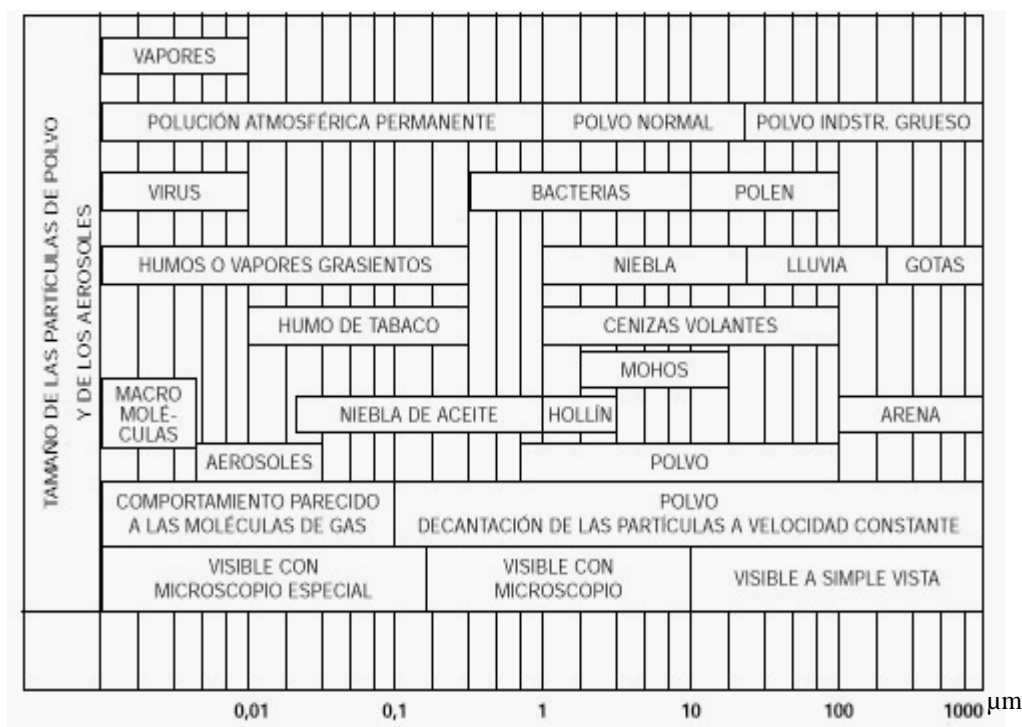 TAMAÑO DE LAS PARTÍCULAS DE POLVO
Y DE LOS AEROSOLES
VAPORES
POLUCIÓN ATMOSFÉRICA PERMANENTE
POLVO NORMAL
POLVO INDSTR. GRUESO
VIRUS
BACTERIAS
POLEN
HUMOS O VAPORES GRASIENTOS
NIEBLA
LLUVIA
GOTAS
HUMO DE TABACO
CENIZAS VOLANTES
MOHOS
MACRO
MOLÉ-
CULAS
NIEBLA DE ACEITE
HOLLÍN
ARENA
AEROSOLES
POLVO
COMPORTAMIENTO PARECIDO
A LAS MOLÉCULAS DE GAS
POLVO
DECANTACIÓN DE LAS PARTÍCULAS A VELOCIDAD CONSTANTE
VISIBLE CON
MICROSCOPIO ESPECIAL
VISIBLE CON
MICROSCOPIO
VISIBLE A SIMPLE VISTA
0,01 0,1 1 10 100 1000 µm